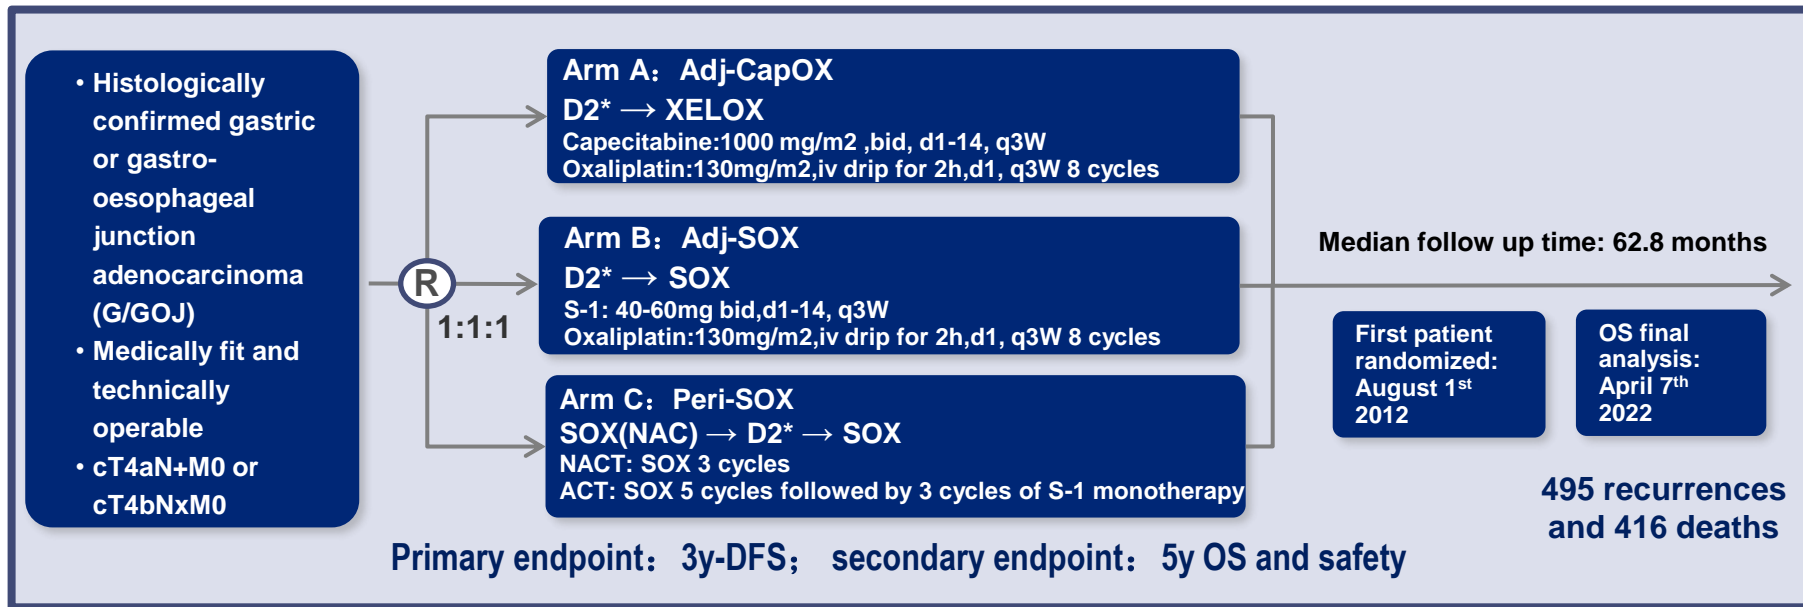 • Histologically
confirmed gastric
or gastro-
oesophageal
junction
adenocarcinoma
(G/GOJ)
• Medically fit and
technically
operable
• cT4aN+M0 or
cT4bNxM0
R
1:1:1
Arm A：Adj-CapOX
D2* → XELOX
Capecitabine:1000 mg/m2 ,bid, d1-14, q3W
Oxaliplatin:130mg/m2,iv drip for 2h,d1, q3W 8 cycles
Arm B：Adj-SOX
D2* → SOX
S-1: 40-60mg bid,d1-14, q3W
Oxaliplatin:130mg/m2,iv drip for 2h,d1, q3W 8 cycles
Arm C：Peri-SOX
SOX(NAC) → D2* → SOX
NACT: SOX 3 cycles
ACT: SOX 5 cycles followed by 3 cycles of S-1 monotherapy
Median follow up time: 62.8 months
First patient
randomized:
August 1st
2012
OS final
analysis:
April 7th
2022
495 recurrences
and 416 deaths
Primary endpoint：3y-DFS；secondary endpoint：5y OS and safety